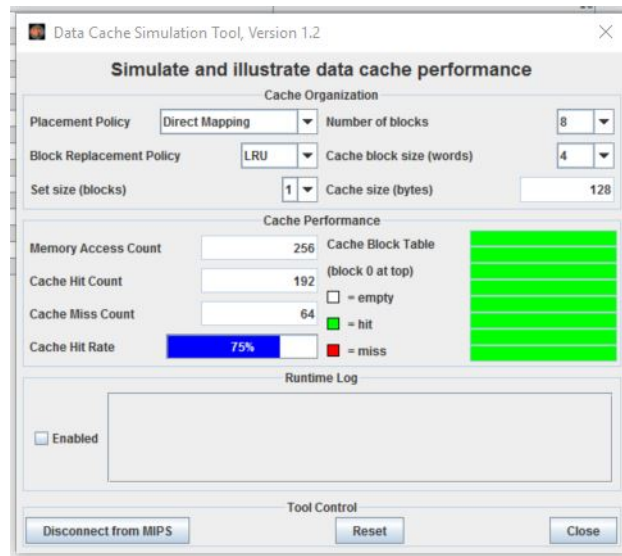 Data Cache Simulation Tool, Version 1.2
Simulate and illustrate data cache performance
Cache Organization
Placement Policy Direct Mapping Number of blocks 8
Block Replacement Policy LRU Cache block size (words) 4
Set size (blocks) 1 Cache size (bytes) 128
Cache Performance
Memory Access Count 256 Cache Block Table
(block 0 at top)
Cache Hit Count 192
= empty
Cache Miss Count 64
= hit
Cache Hit Rate 75%
= miss
Runtime Log
Enabled
Tool Control
Disconnect from MIPS Reset Close